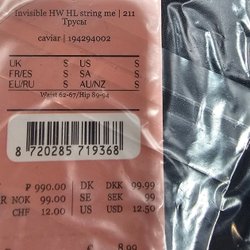 Invisible HW HL string me | 211
Трусы
caviar | 194294002
UK S US S
FR/ES S SA S
EU/RU S AU/NZ S
Waist 62-67/Hip 89-94
8 720285 719368
₽ 990.00 DK DKK 99.99
R NOK 99.00 SE SEK 99
CHF 12.00 US USD 12.50
€ 8.99